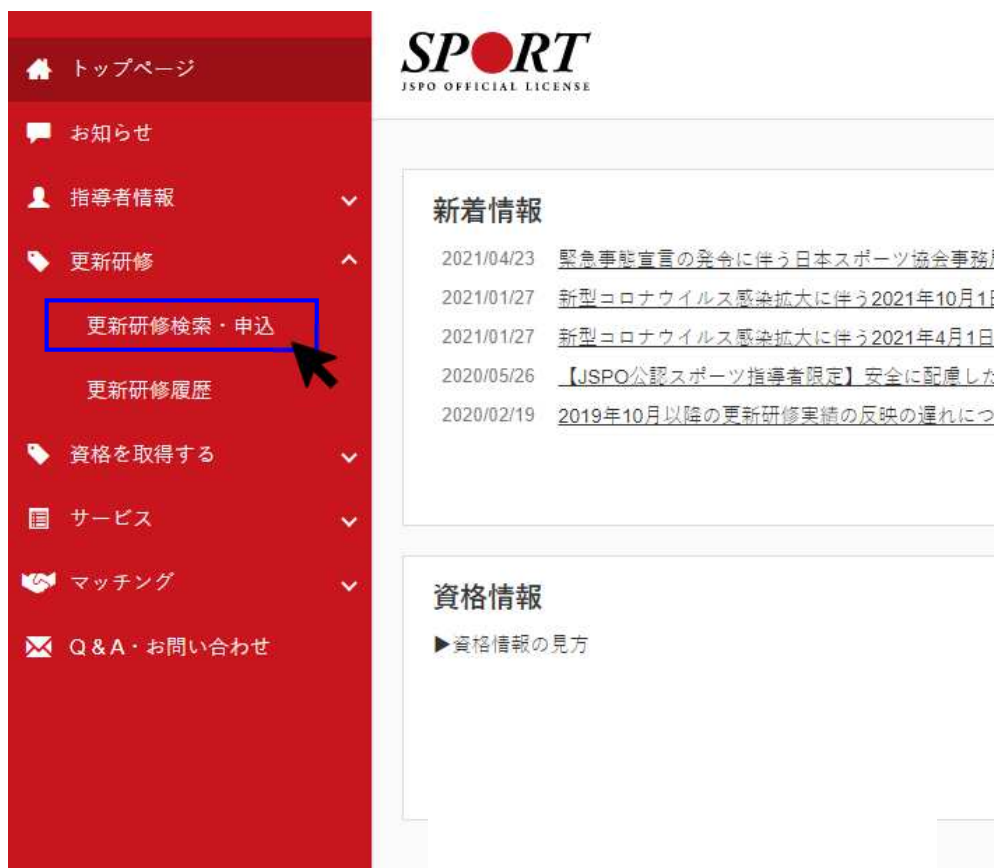 トップページ
お知らせ
指導者情報
更新研修
更新研修検索・申込
更新研修履歴
資格を取得する
サービス
マッチング
Q&A・お問い合わせ
SPORT
JSPO OFFICIAL LICENSE
新着情報
2021/04/23 緊急事態宣言の発令に伴う日本スポーツ協会事務
2021/01/27 新型コロナウイルス感染拡大に伴う2021年10月1
2021/01/27 新型コロナウイルス感染拡大に伴う2021年4月1日
2020/05/26 【JSPO公認スポーツ指導者限定】安全に配慮した
2020/02/19 2019年10月以降の更新研修実績の反映の遅れにつ
資格情報
▶資格情報の見方